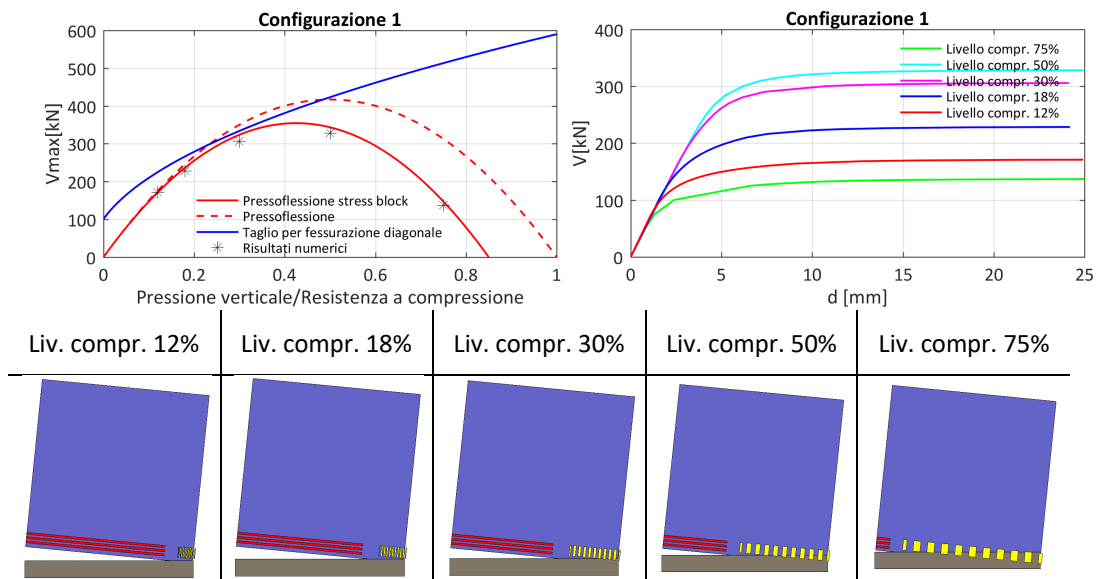 Configurazione 1
600
500
400
300
200
100
0
Vmax[kN]
0
0.2
0.4
0.6
0.8
1
Pressione verticale/Resistenza a compressione
Pressoflessione stress block
Pressoflessione
Taglio per fessurazione diagonale
Risultati numerici
Configurazione 1
400
300
200
100
0
V[kN]
0
5
10
15
20
25
d [mm]
Livello compr. 75%
Livello compr. 50%
Livello compr. 30%
Livello compr. 18%
Livello compr. 12%
Liv. compr. 12%
Liv. compr. 18%
Liv. compr. 30%
Liv. compr. 50%
Liv. compr. 75%